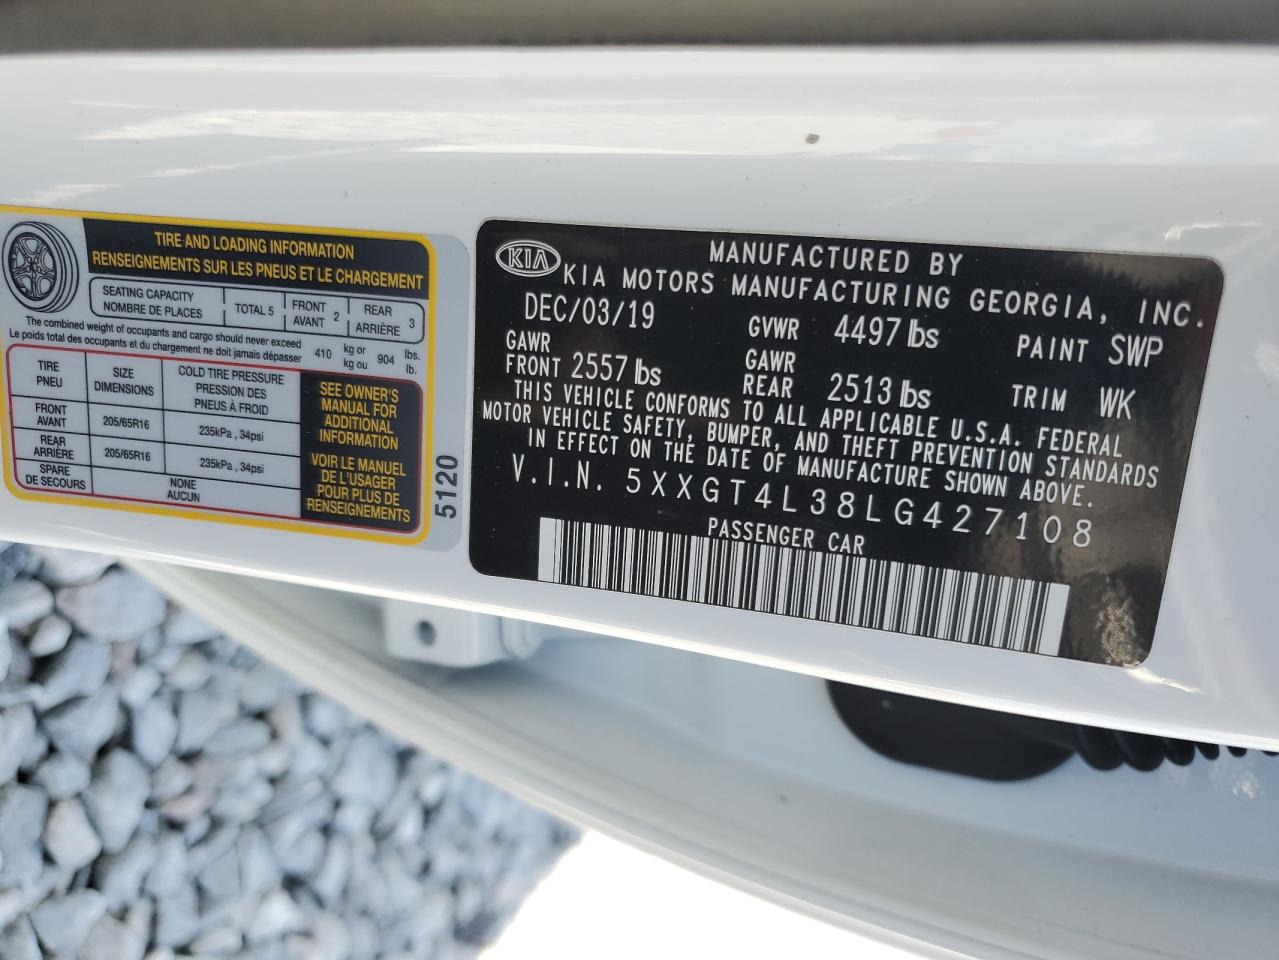 TIRE AND LOADING INFORMATION
RENSEIGNEMENTS SUR LES PNEUS ET LE CHARGEMENT
SEATING CAPACITY
NOMBRE DE PLACES
TOTAL 5
FRONT
AVANT 2
REAR
ARRIÈRE 3
The combined weight of occupants and cargo should never exceed
Le poids total des occupants et du chargement ne doit jamais dépasser
410 kg or
kg ou 904 lbs.
lb.
TIRE
PNEU
SIZE
DIMENSIONS
COLD TIRE PRESSURE
PRESSION DES
PNEUS À FROID
FRONT
AVANT
205/65R16
235kPa , 34psi
REAR
ARRIÈRE
205/65R16
235kPa , 34psi
SPARE
DE SECOURS
NONE
AUCUN
SEE OWNER'S
MANUAL FOR
ADDITIONAL
INFORMATION
VOIR LE MANUEL
DE L'USAGER
POUR PLUS DE
RENSEIGNEMENTS
5120
KIA
MANUFACTURED BY
KIA MOTORS MANUFACTURING GEORGIA, INC.
DEC/03/19 GVWR 4497 lbs PAINT SWP
GAWR
FRONT 2557 lbs GAWR
REAR 2513 lbs TRIM WK
THIS VEHICLE CONFORMS TO ALL APPLICABLE U.S.A. FEDERAL
MOTOR VEHICLE SAFETY, BUMPER, AND THEFT PREVENTION STANDARDS
IN EFFECT ON THE DATE OF MANUFACTURE SHOWN ABOVE.
V.I.N. 5XXGT4L38LG427108
PASSENGER CAR